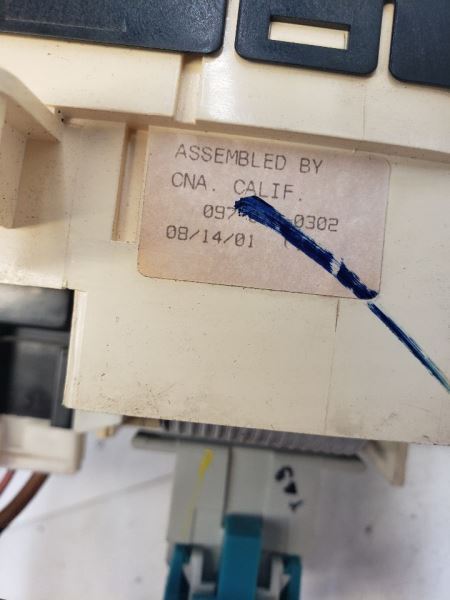 ASSEMBLED BY
CNA. CALIF.
0302
08/14/01